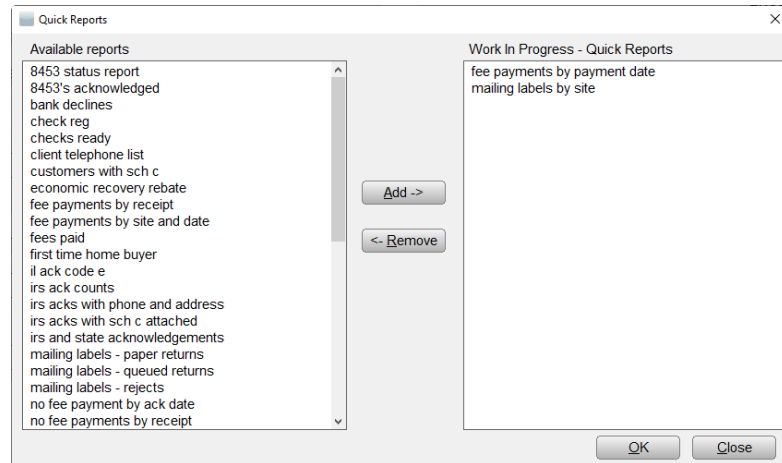 Quick Reports
Available reports
8453 status report
8453's acknowledged
bank declines
check reg
checks ready
client telephone list
customers with sch c
economic recovery rebate
fee payments by receipt
fee payments by site and date
fees paid
first time home buyer
il ack code e
irs ack counts
irs acks with phone and address
irs acks with sch c attached
irs and state acknowledgements
mailing labels - paper returns
mailing labels - queued returns
mailing labels - rejects
no fee payment by ack date
no fee payments by receipt
Add ->
<- Remove
Work In Progress - Quick Reports
fee payments by payment date
mailing labels by site
OK
Close